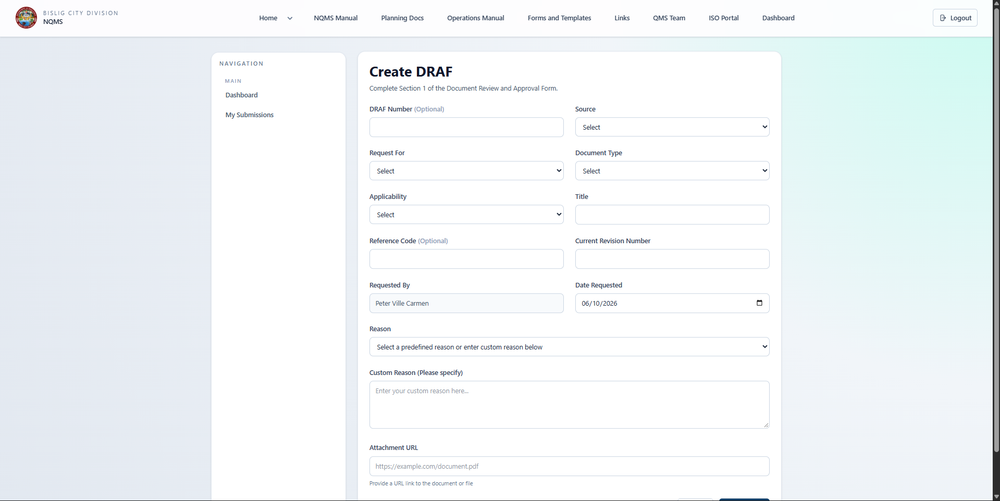 BISLIG CITY DIVISION
NQMS
Home
NQMS Manual
Planning Docs
Operations Manual
Forms and Templates
Links
QMS Team
ISO Portal
Dashboard
Logout
NAVIGATION
MAIN
Dashboard
My Submissions
Create DRAF
Complete Section 1 of the Document Review and Approval Form.
DRAF Number (Optional)
Source
Select
Request For
Document Type
Select
Select
Applicability
Title
Select
Reference Code (Optional)
Current Revision Number
Requested By
Date Requested
Peter Ville Carmen
06/10/2026
Reason
Select a predefined reason or enter custom reason below
Custom Reason (Please specify)
Enter your custom reason here...
Attachment URL
https://example.com/document.pdf
Provide a URL link to the document or file